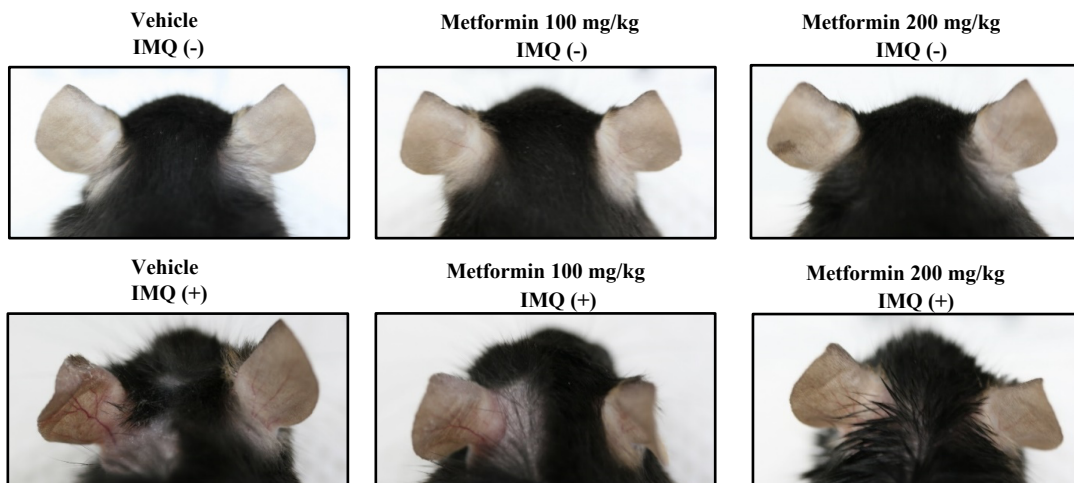 Vehicle
IMQ (-)
Metformin 100 mg/kg
IMQ (-)
Metformin 200 mg/kg
IMQ (-)
Vehicle
IMQ (+)
Metformin 100 mg/kg
IMQ (+)
Metformin 200 mg/kg
IMQ (+)